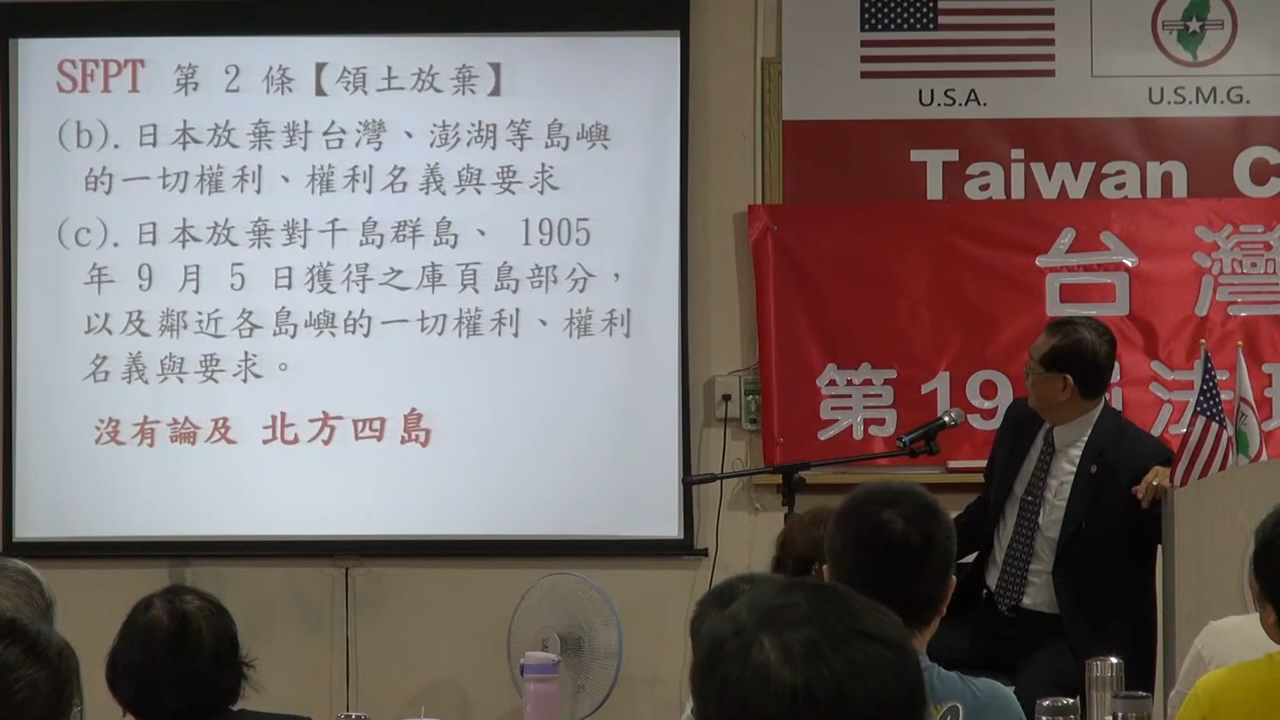 SFPT 第 2 條【領土放棄】
(b). 日本放棄對台灣、澎湖等島嶼
的一切權利、權利名義與要求
(c). 日本放棄對千島群島、 1905
年 9 月 5 日獲得之庫頁島部分，
以及鄰近各島嶼的一切權利、權利
名義與要求。
沒有論及 北方四島
U.S.A.
U.S.M.G.
Taiwan C
台灣
第19
法理